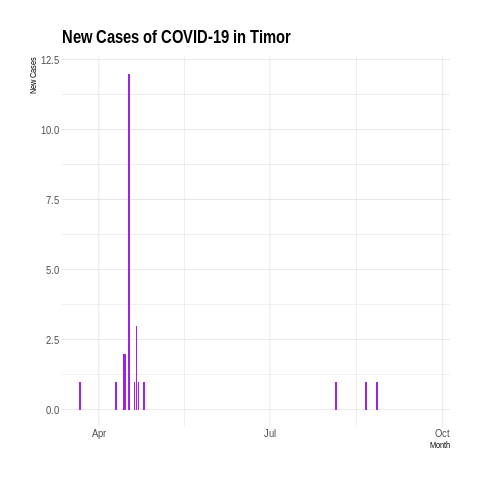 New Cases of COVID-19 in Timor
New Cases
12.5
10.0
7.5
5.0
2.5
0.0
Apr
Jul
Oct
Month